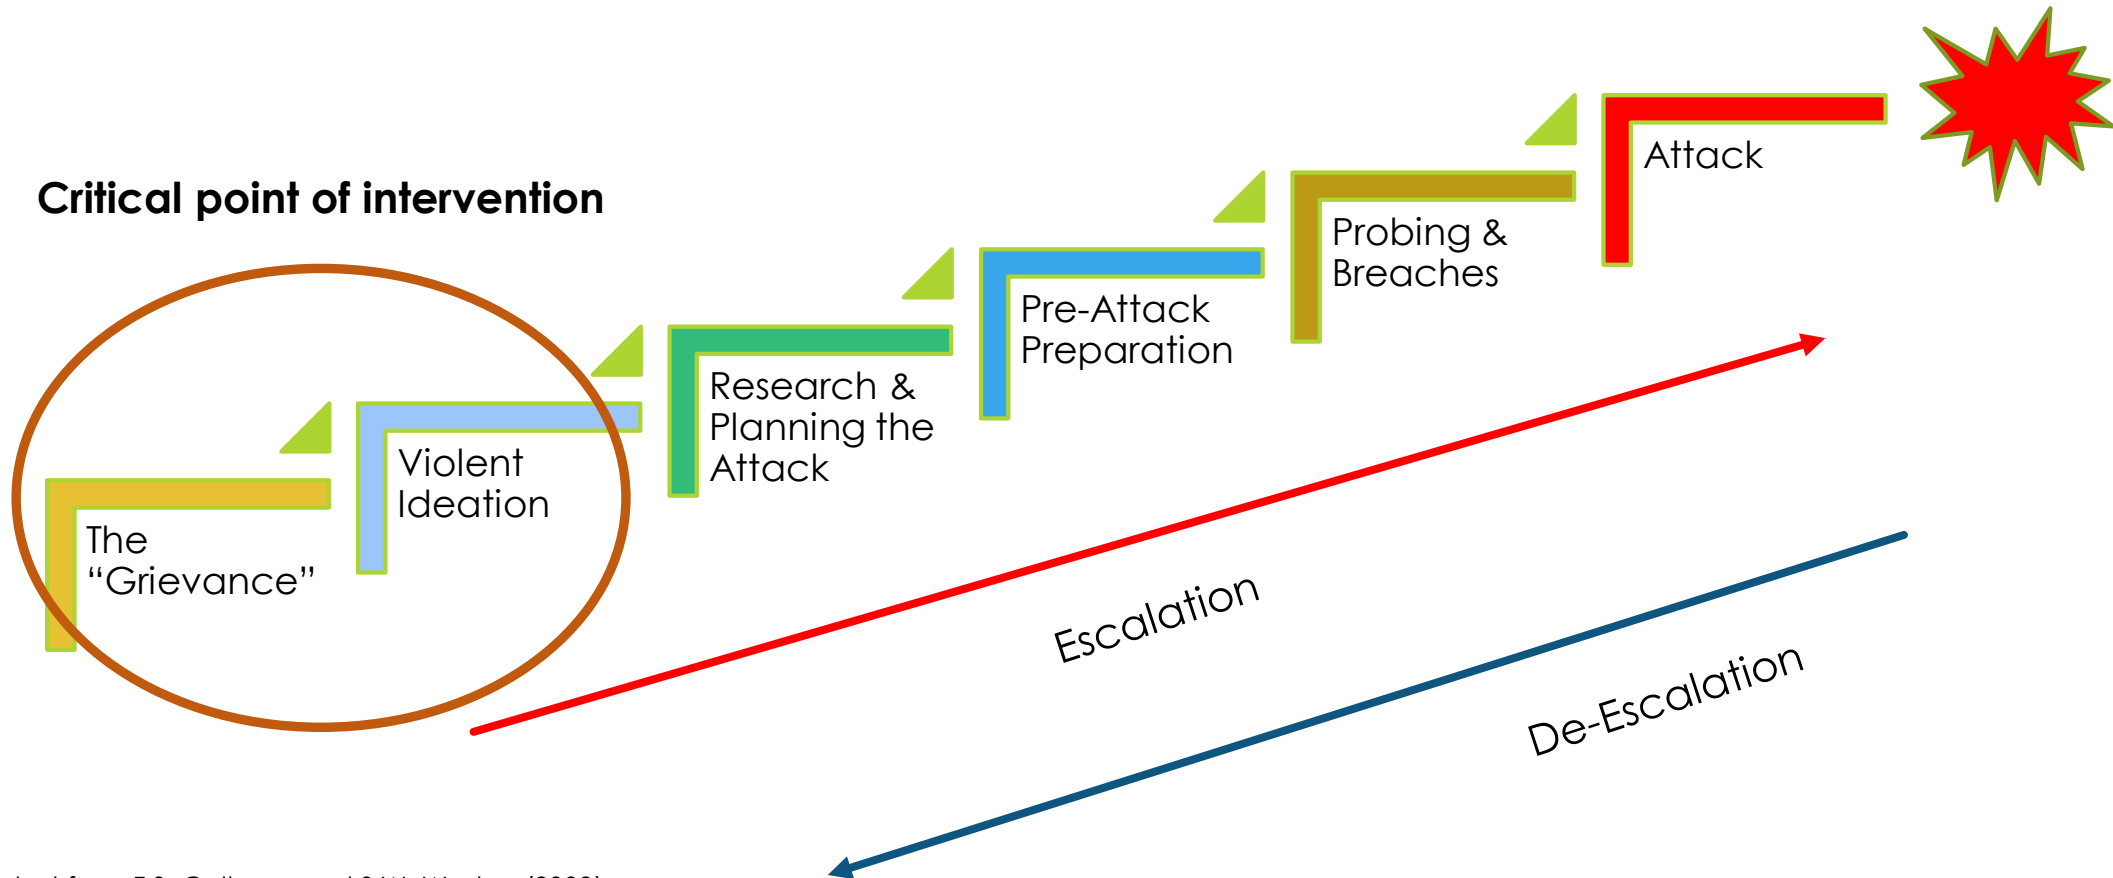 Critical point of intervention
The
“Grievance”
Violent
Ideation
Research &
Planning the
Attack
Pre-Attack
Preparation
Probing &
Breaches
Attack
Escalation
De-Escalation